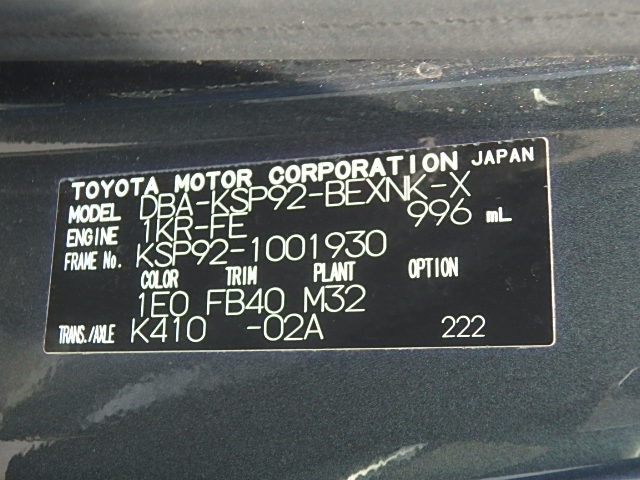 TOYOTA MOTOR CORPORATION JAPAN
MODEL DBA-KSP92-BEXNK-X
ENGINE 1KR-FE 996 mL
FRAME No. KSP92-1001930
COLOR TRIM PLANT OPTION
1E0 FB40 M32
TRANS./AXLE K410 -02A 222